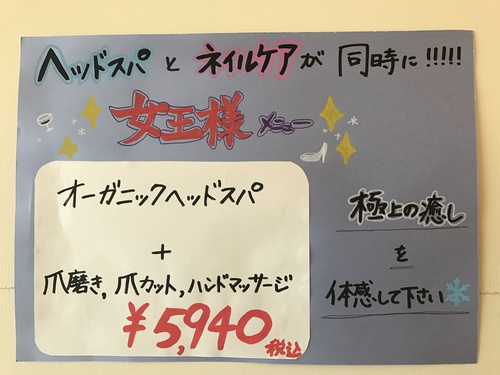 ヘッドスパ と ネイルケアが 同時に!!!!!
女王様 メニュー
オーガニックヘッドスパ
+
爪磨き, 爪カット, ハンドマッサージ
¥5,940 税込
極上の癒し
を
体感して下さい